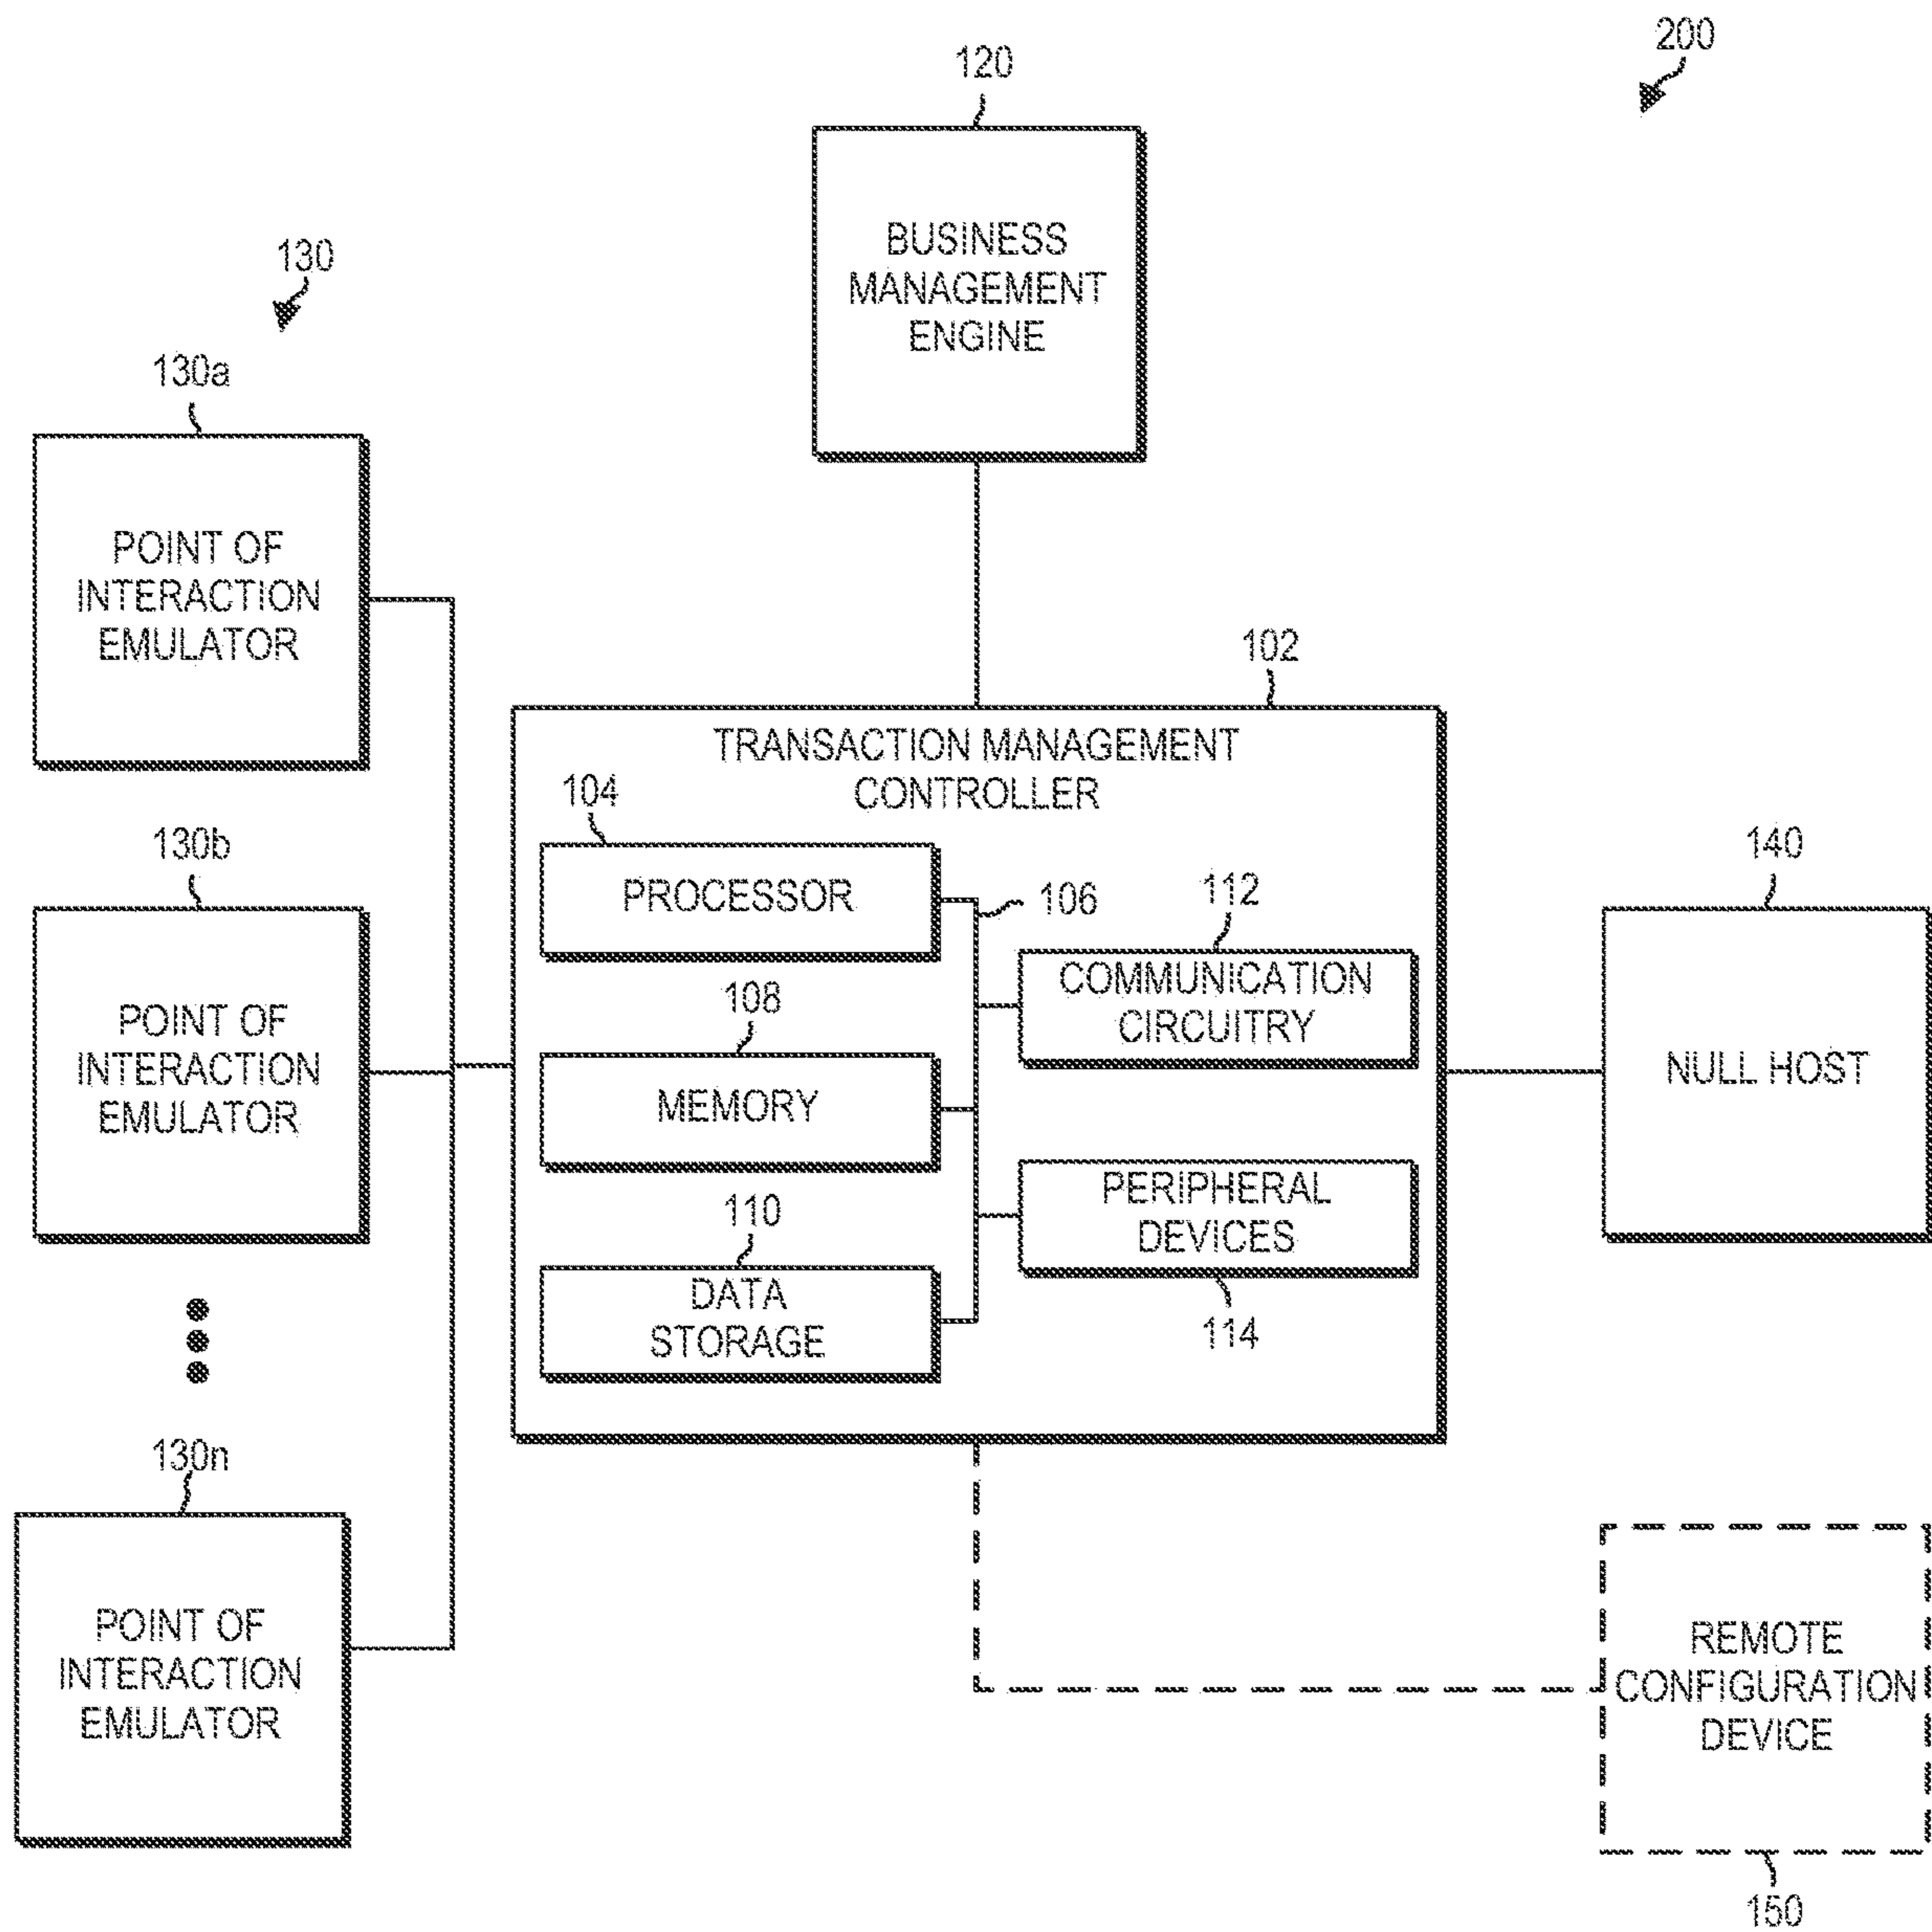 200
120
BUSINESS
MANAGEMENT
ENGINE
130
130a
POINT OF
INTERACTION
EMULATOR
102
TRANSACTION MANAGEMENT
CONTROLLER
104
PROCESSOR
106
112
COMMUNICATION
CIRCUITRY
130b
POINT OF
INTERACTION
EMULATOR
108
MEMORY
140
NULL HOST
PERIPHERAL
DEVICES
114
110
DATA
STORAGE
130n
POINT OF
INTERACTION
EMULATOR
REMOTE
CONFIGURATION
DEVICE
150